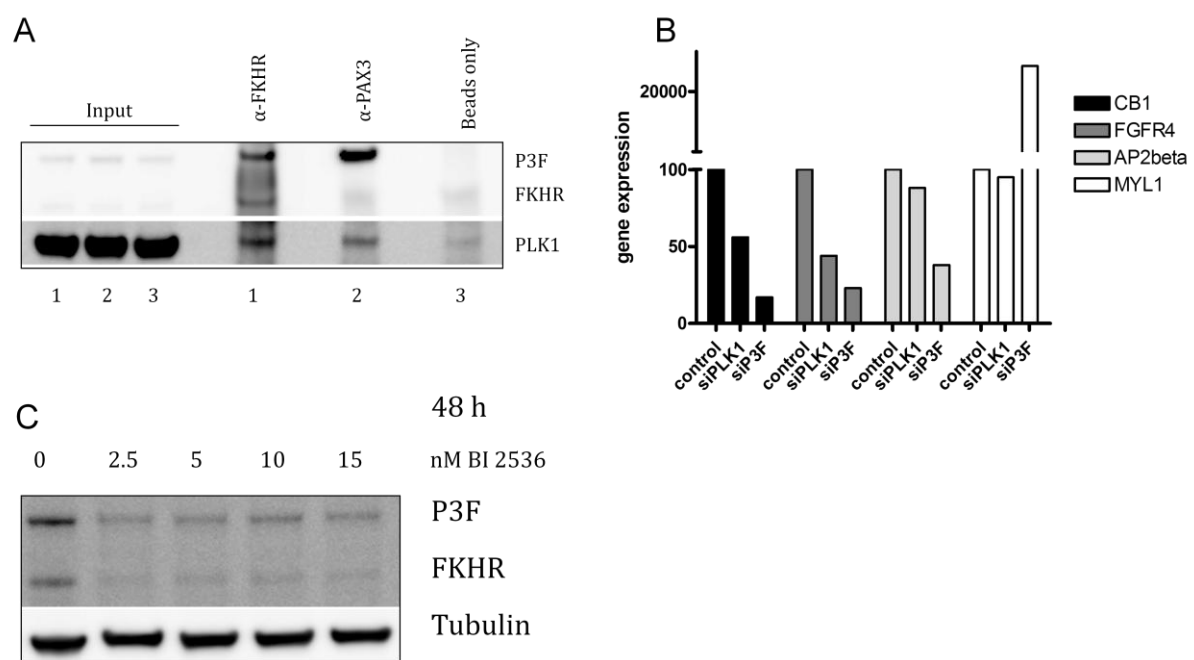 A
Input
α-FKHR
α-PAX3
Beads only
P3F
FKHR
PLK1
1 2 3 1 2 3
B
gene expression
20000
100
50
0
control siPLK1 siP3F control siPLK1 siP3F control siPLK1 siP3F control siPLK1 siP3F
CB1
FGFR4
AP2beta
MYL1
C
48 h
0 2.5 5 10 15 nM BI 2536
P3F
FKHR
Tubulin